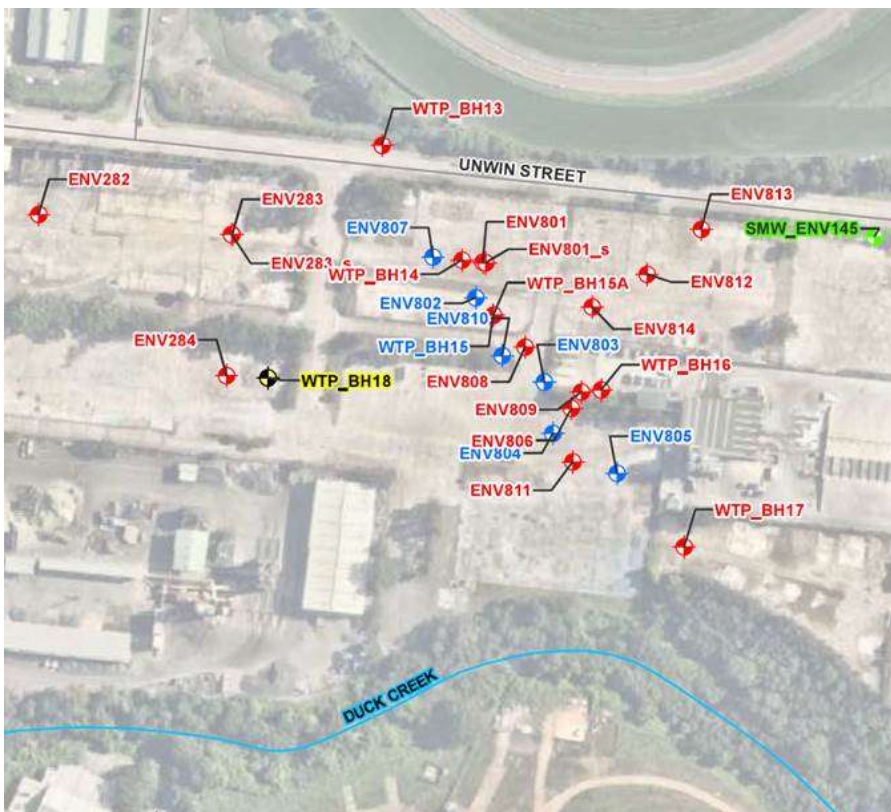 WTP_BH13
UNWIN STREET
ENV282
ENV283
ENV813
ENV807
ENV801
SMW_ENV145
ENV283_s
WTP_BH14
ENV801_s
ENV812
ENV802
WTP_BH15A
ENV810
ENV814
ENV284
WTP_BH15
ENV803
WTP_BH18
ENV808
WTP_BH16
ENV809
ENV806
ENV804
ENV805
ENV811
WTP_BH17
DUCK CREEK